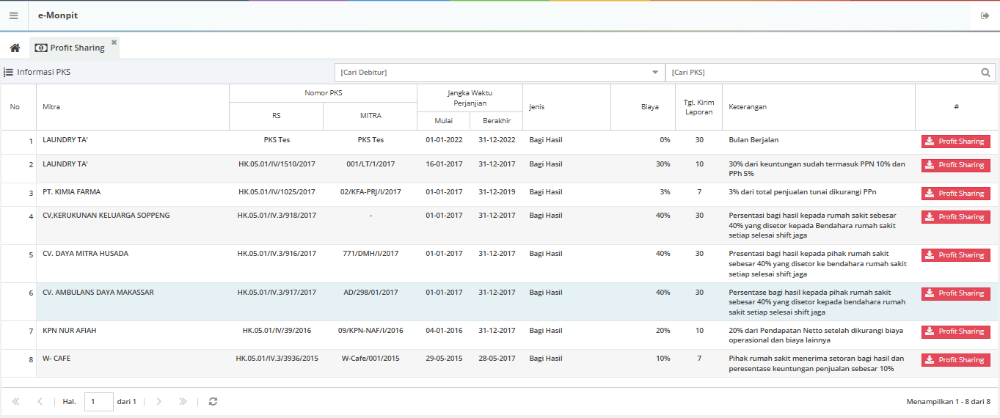 e-Monpit
Profit Sharing
Informasi PKS [Cari Debitur] [Cari PKS]
No Mitra Nomor PKS Jangka Waktu Perjanjian Jenis Biaya Tgl. Kirim Laporan Keterangan #
RS MITRA Mulai Berakhir
1 LAUNDRY TA' PKS Tes PKS Tes 01-01-2022 31-12-2022 Bagi Hasil 0% 30 Bulan Berjalan Profit Sharing
2 LAUNDRY TA' HK.05.01/IV/1510/2017 001/LT/1/2017 16-01-2017 31-12-2017 Bagi Hasil 30% 10 30% dari keuntungan sudah termasuk PPN 10% dan Profit Sharing
PPh 5%
3 PT. KIMIA FARMA HK.05.01/IV/1025/2017 02/KFA-PRJ/I/2017 01-01-2017 31-12-2019 Bagi Hasil 3% 7 3% dari total penjualan tunai dikurangi PPn Profit Sharing
4 CV,KERUKUNAN KELUARGA SOPPENG HK.05.01/IV.3/918/2017 - 01-01-2017 31-12-2017 Bagi Hasil 40% 30 Persentasi bagi hasil kepada rumah sakit sebesar Profit Sharing
40% yang disetor kepada Bendahara rumah sakit
setiap selesai shift jaga
5 CV. DAYA MITRA HUSADA HK.05.01/IV.3/916/2017 771/DMH/I/2017 01-01-2017 31-12-2017 Bagi Hasil 40% 30 Presentasi bagi hasil kepada pihak rumah sakit Profit Sharing
sebesar 40% yang disetor ke bendahara rumah sakit
setiap selesai shift jaga
6 CV. AMBULANS DAYA MAKASSAR HK.05.01/IV.3/917/2017 AD/298/01/2017 01-01-2017 31-12-2017 Bagi Hasil 40% 30 Persentase bagi hasil kepada pihak rumah sakit Profit Sharing
sebesar 40% yang disetor kepada bendahara rumah
sakit setiap selesai shift jaga
7 KPN NUR AFIAH HK.05.01/IV/39/2016 09/KPN-NAF/I/2016 04-01-2016 31-12-2017 Bagi Hasil 20% 10 20% dari Pendapatan Netto setelah dikurangi biaya Profit Sharing
operasional dan biaya lainnya
8 W- CAFE HK.05.01/IV.3/3936/2015 W-Cafe/001/2015 29-05-2015 28-05-2017 Bagi Hasil 10% 7 Pihak rumah sakit menerima setoran bagi hasil dan Profit Sharing
peresentase keuntungan penjualan sebesar 10%
Hal. 1 dari 1 Menampilkan 1 - 8 dari 8